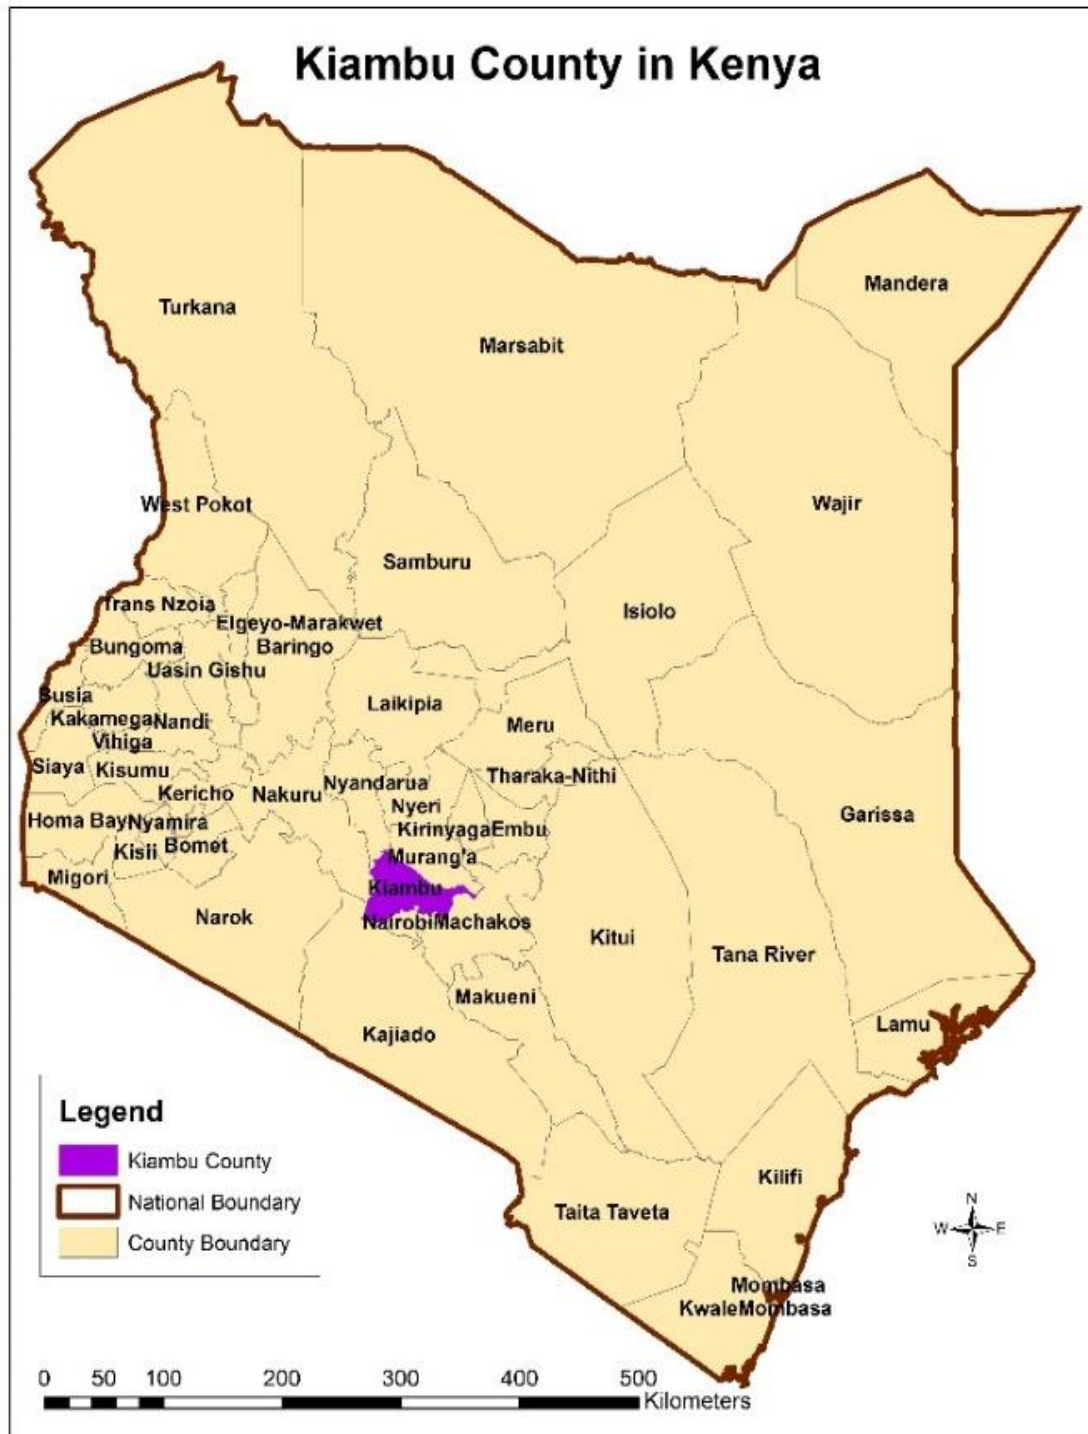 Kiambu County in Kenya
Mandera
Turkana
Marsabit
West Pokot
Wajir
Samburu
Trans Nzoia
Isiolo
Elgeyo-Marakwet
Bungoma
Baringo
Uasin Gishu
Busia
Laikipia
Kakamega
Nandi
Meru
Vihiga
Siaya
Kisumu
Tharaka-Nithi
Nyandarua
Kericho
Nakuru
Nyeri
Garissa
Homa Bay
Nyamira
Kirinyaga
Embu
Kisii
Bomet
Murang'a
Migori
Kiambu
Narok
Nairobi
Machakos
Kitui
Tana River
Makueni
Lamu
Kajiado
Legend
Kiambu County
National Boundary
County Boundary
Kilifi
Taita Taveta
N
W
E
S
Mombasa
Kwale
Mombasa
0 50 100 200 300 400 500
Kilometers